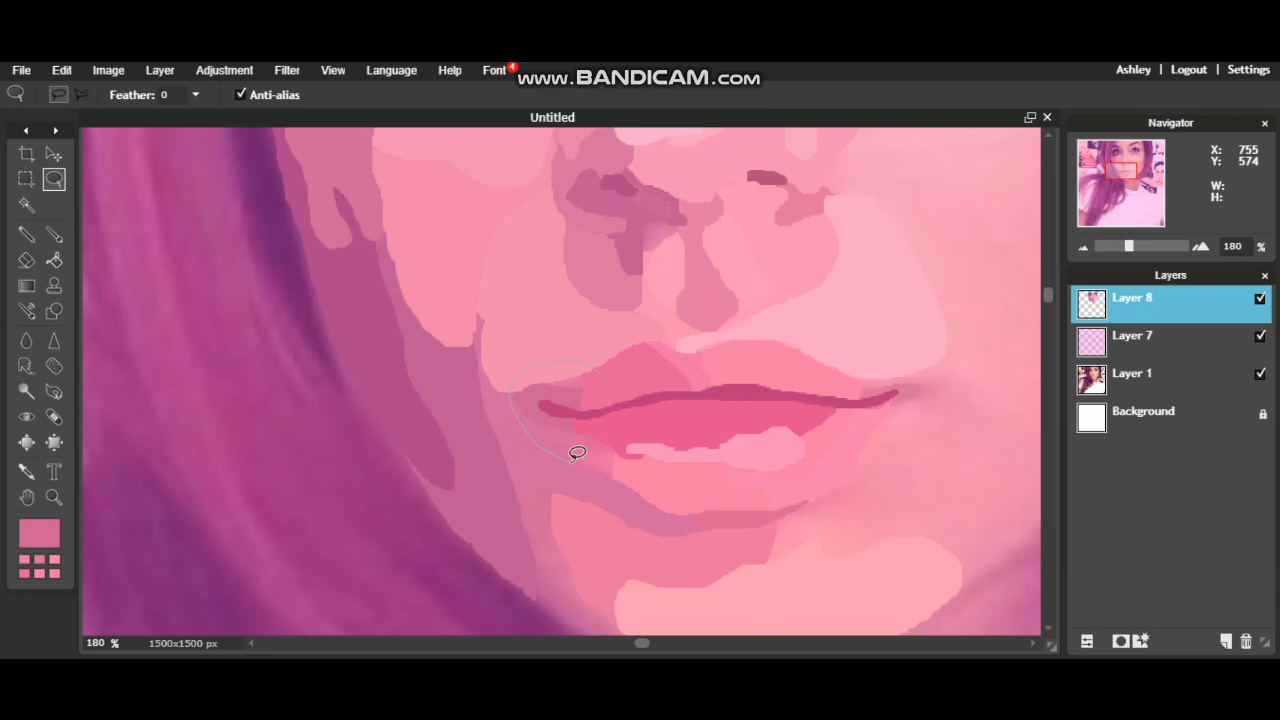 File Edit Image Layer Adjustment Filter View Language Help Font 4 www.BANDICAM.com Ashley | Logout | Settings
Feather: 0 Anti-alias
Untitled
Navigator
X: 755
Y: 574
W:
H:
180 %
Layers
Layer 8
Layer 7
Layer 1
Background
180 % 1500x1500 px